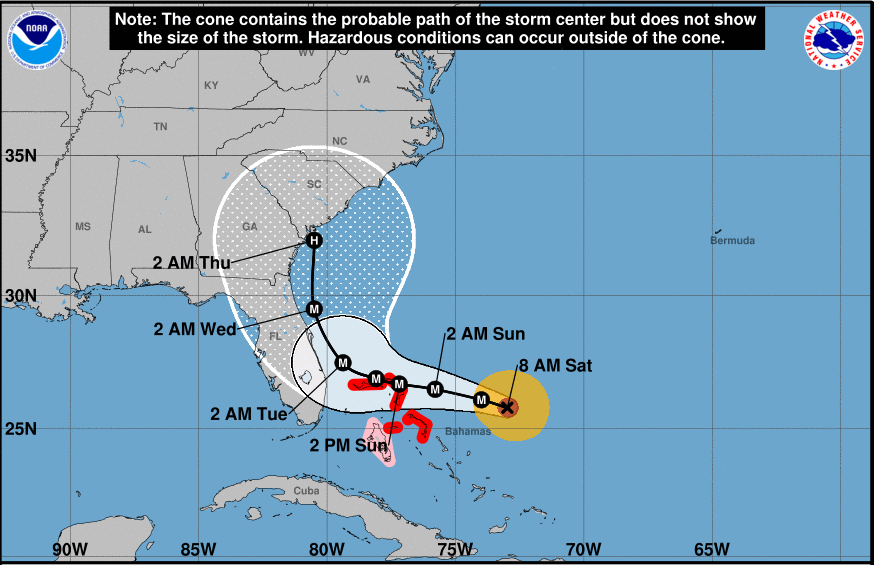 Note: The cone contains the probable path of the storm center but does not show
the size of the storm. Hazardous conditions can occur outside of the cone.
NOAA
NATIONAL WEATHER SERVICE
WV
KY
VA
TN
NC
35N
SC
MS
AL
GA
H
Bermuda
2 AM Thu
30N
M
2 AM Wed
FL
2 AM Sun
M
8 AM Sat
M
M
M
M
2 AM Tue
25N
Bahamas
2 PM Sun
Cuba
90W
85W
80W
75W
70W
65W